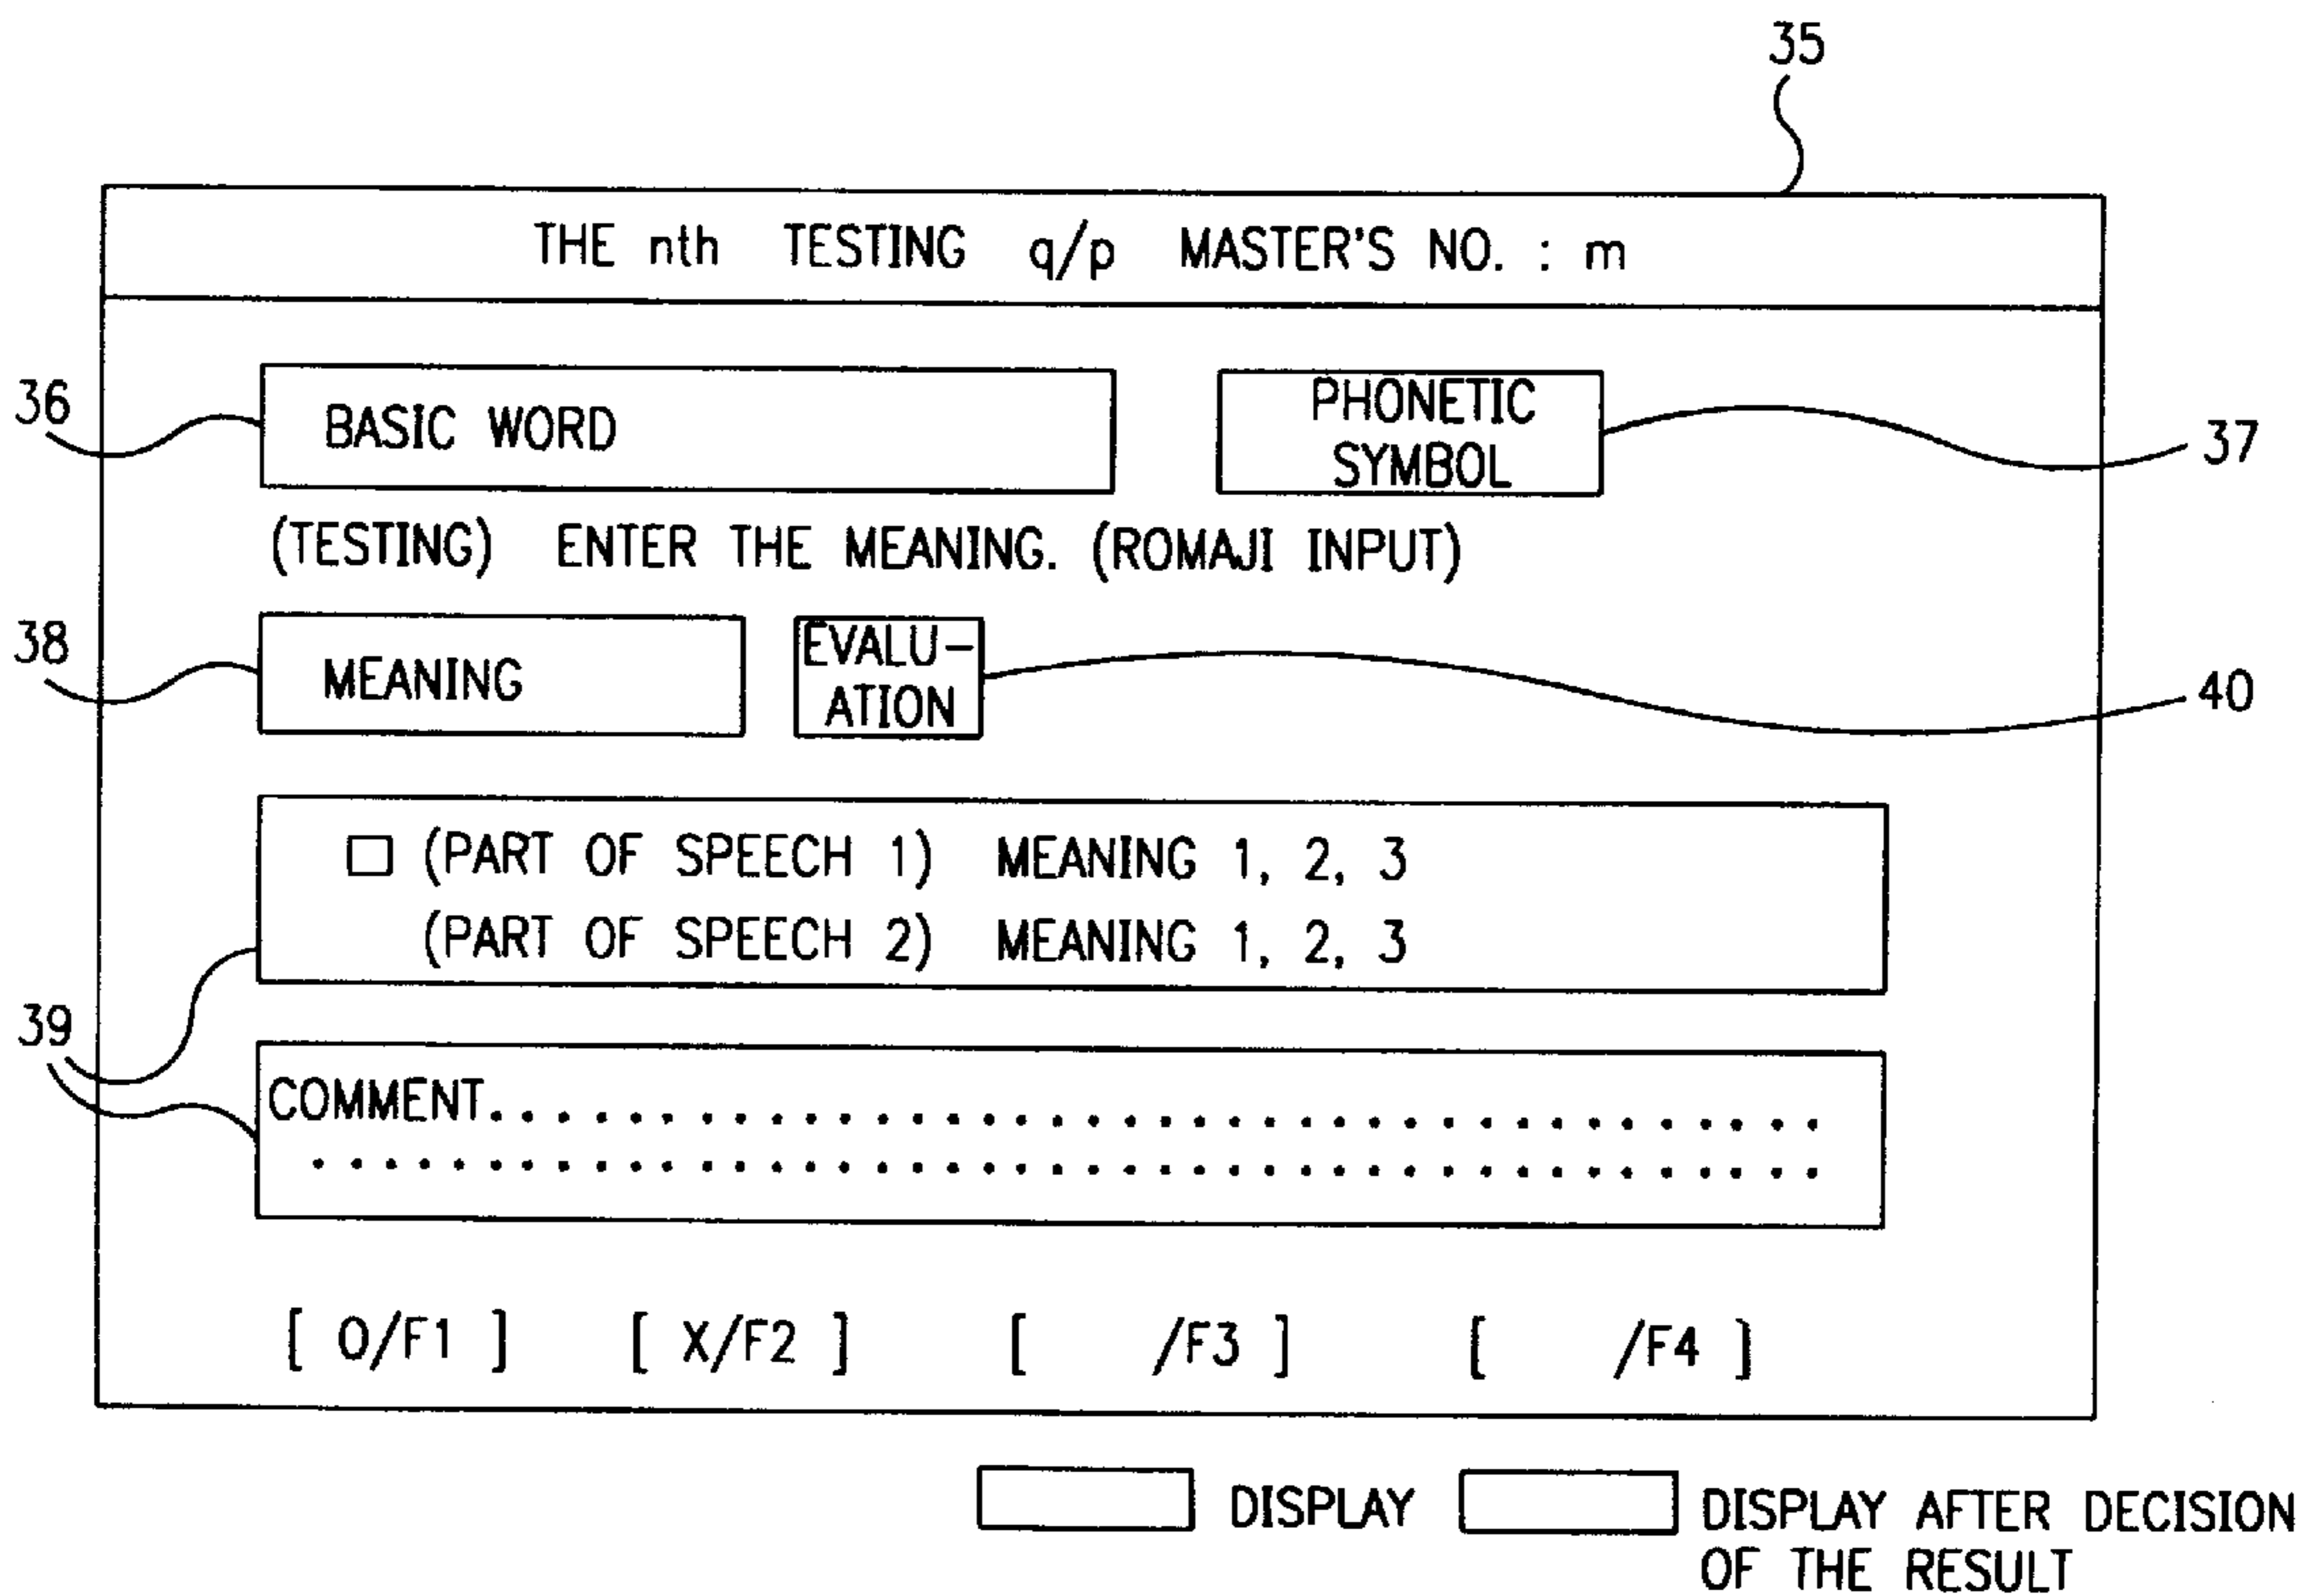 35
THE nth TESTING q/p MASTER'S NO. : m
36
BASIC WORD
PHONETIC
SYMBOL
37
(TESTING) ENTER THE MEANING. (ROMAJI INPUT)
38
MEANING
EVALU-
ATION
40
□ (PART OF SPEECH 1) MEANING 1, 2, 3
(PART OF SPEECH 2) MEANING 1, 2, 3
39
COMMENT......................................
...........................................
[ O/F1 ] [ X/F2 ] [ /F3 ] [ /F4 ]
DISPLAY
DISPLAY AFTER DECISION
OF THE RESULT